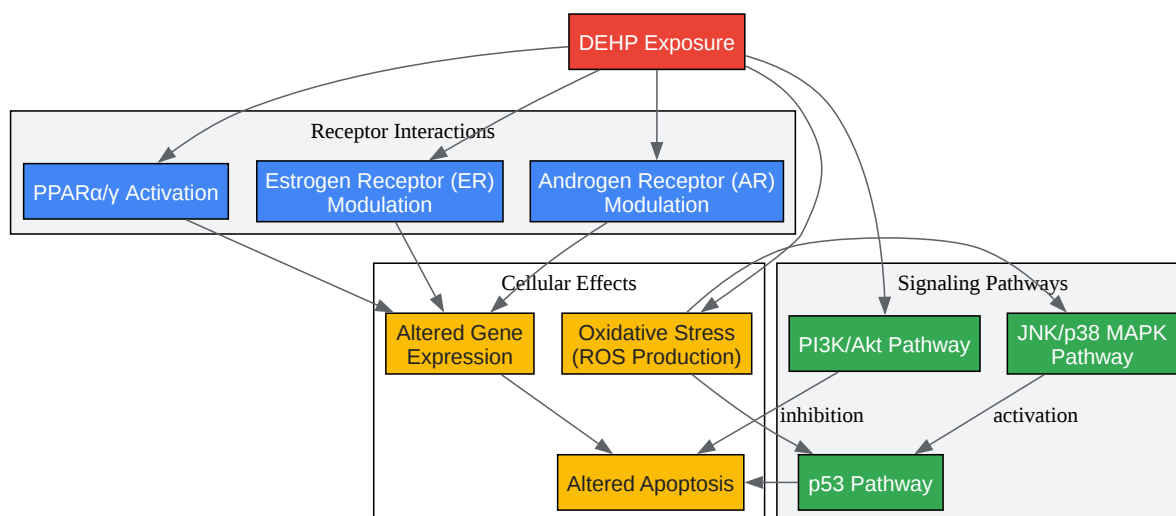 DEHP Exposure
Receptor Interactions
PPARα/γ Activation
Estrogen Receptor (ER)
Modulation
Androgen Receptor (AR)
Modulation
Cellular Effects
Signaling Pathways
Altered Gene
Expression
Oxidative Stress
(ROS Production)
PI3K/Akt Pathway
JNK/p38 MAPK
Pathway
inhibition
activation
Altered Apoptosis
p53 Pathway